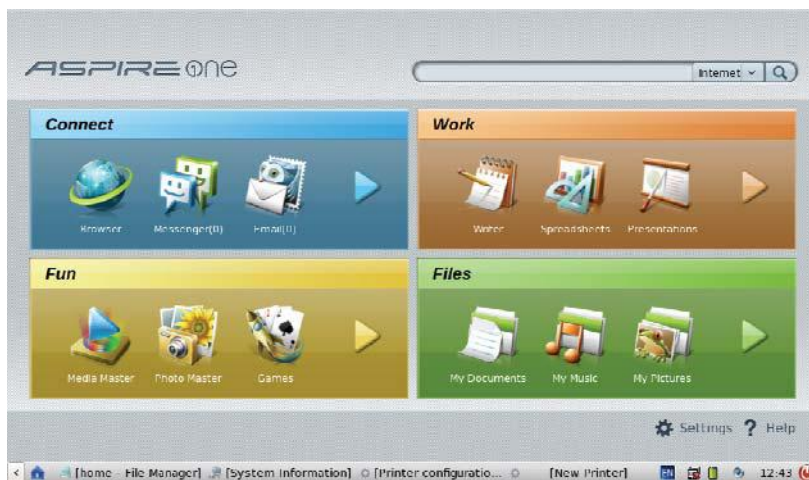 ASPIRE one
Internet
Connect
Work
Browser Messenger(0) Email(0)
Writer Spreadsheets Presentations
Fun
Files
Media Master Photo Master Games
My Documents My Music My Pictures
Settings ? Help
[home - File Manager] [System Information] [Printer configuratio... [New Printer] EN 12:43